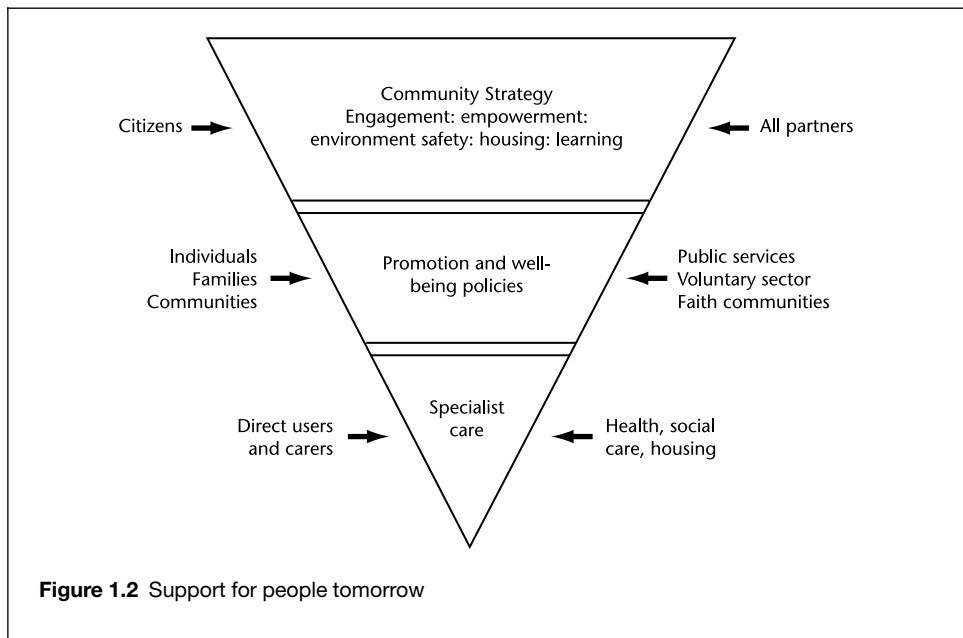 Community Strategy
Engagement: empowerment:
environment safety: housing: learning
Citizens
All partners
Individuals
Families
Communities
Promotion and well-
being policies
Public services
Voluntary sector
Faith communities
Direct users
and carers
Specialist
care
Health, social
care, housing
Figure 1.2 Support for people tomorrow